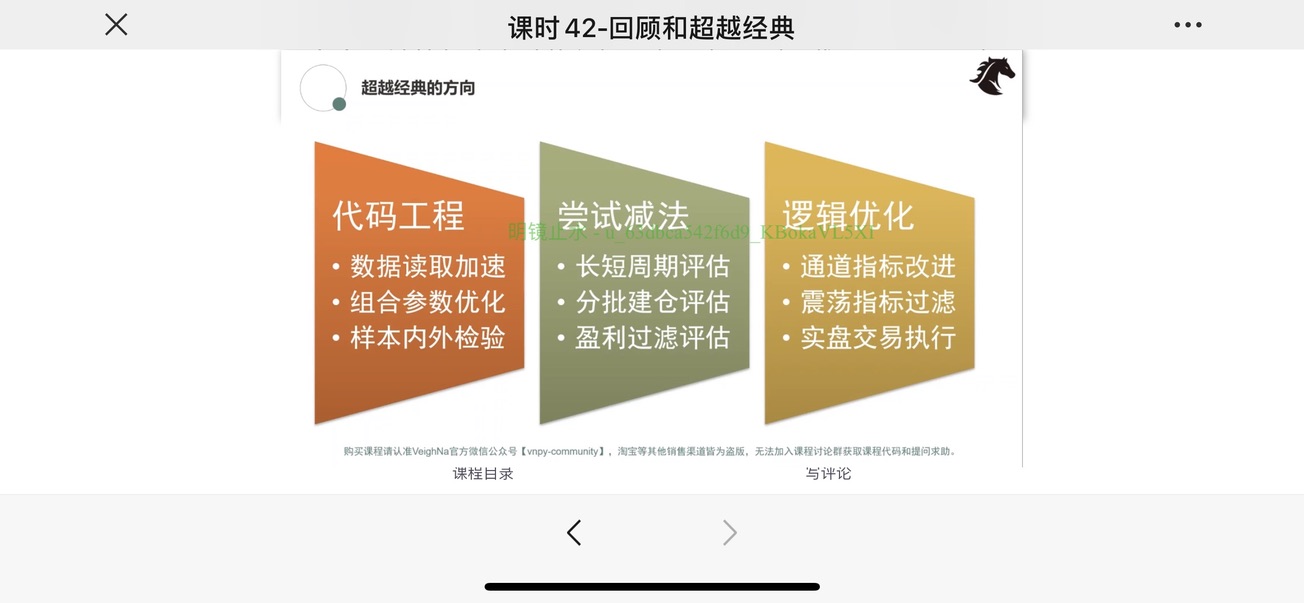 课时42-回顾和超越经典
超越经典的方向
代码工程
• 数据读取加速
• 组合参数优化
• 样本内外检验
尝试减法
• 长短周期评估
• 分批建仓评估
• 盈利过滤评估
逻辑优化
• 通道指标改进
• 震荡指标过滤
• 实盘交易执行
明镜止水 - u_63dbca342f6d9_KBokaVL5XI
购买课程请认准VeighNa官方微信公众号【vnpy-community】，淘宝等其他销售渠道皆为盗版，无法加入课程讨论群获取课程代码和提问求助。
课程目录
写评论